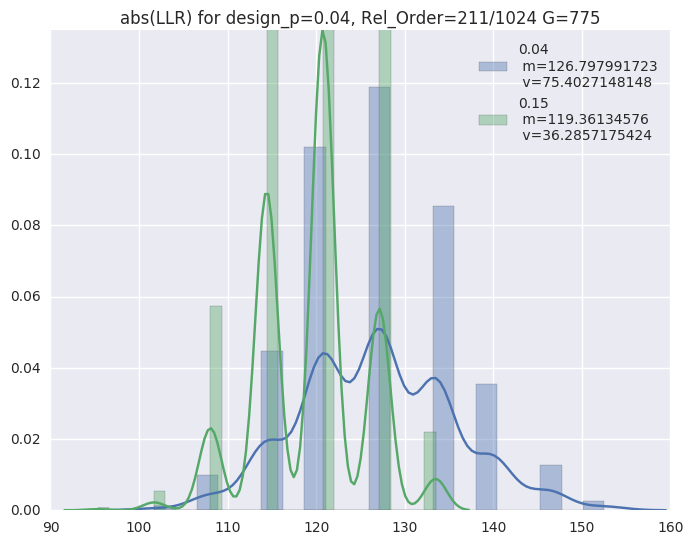 abs(LLR) for design_p=0.04, Rel_Order=211/1024 G=775
0.04
m=126.797991723
v=75.4027148148
0.15
m=119.36134576
v=36.2857175424
0.12
0.10
0.08
0.06
0.04
0.02
0.00
90 100 110 120 130 140 150 160